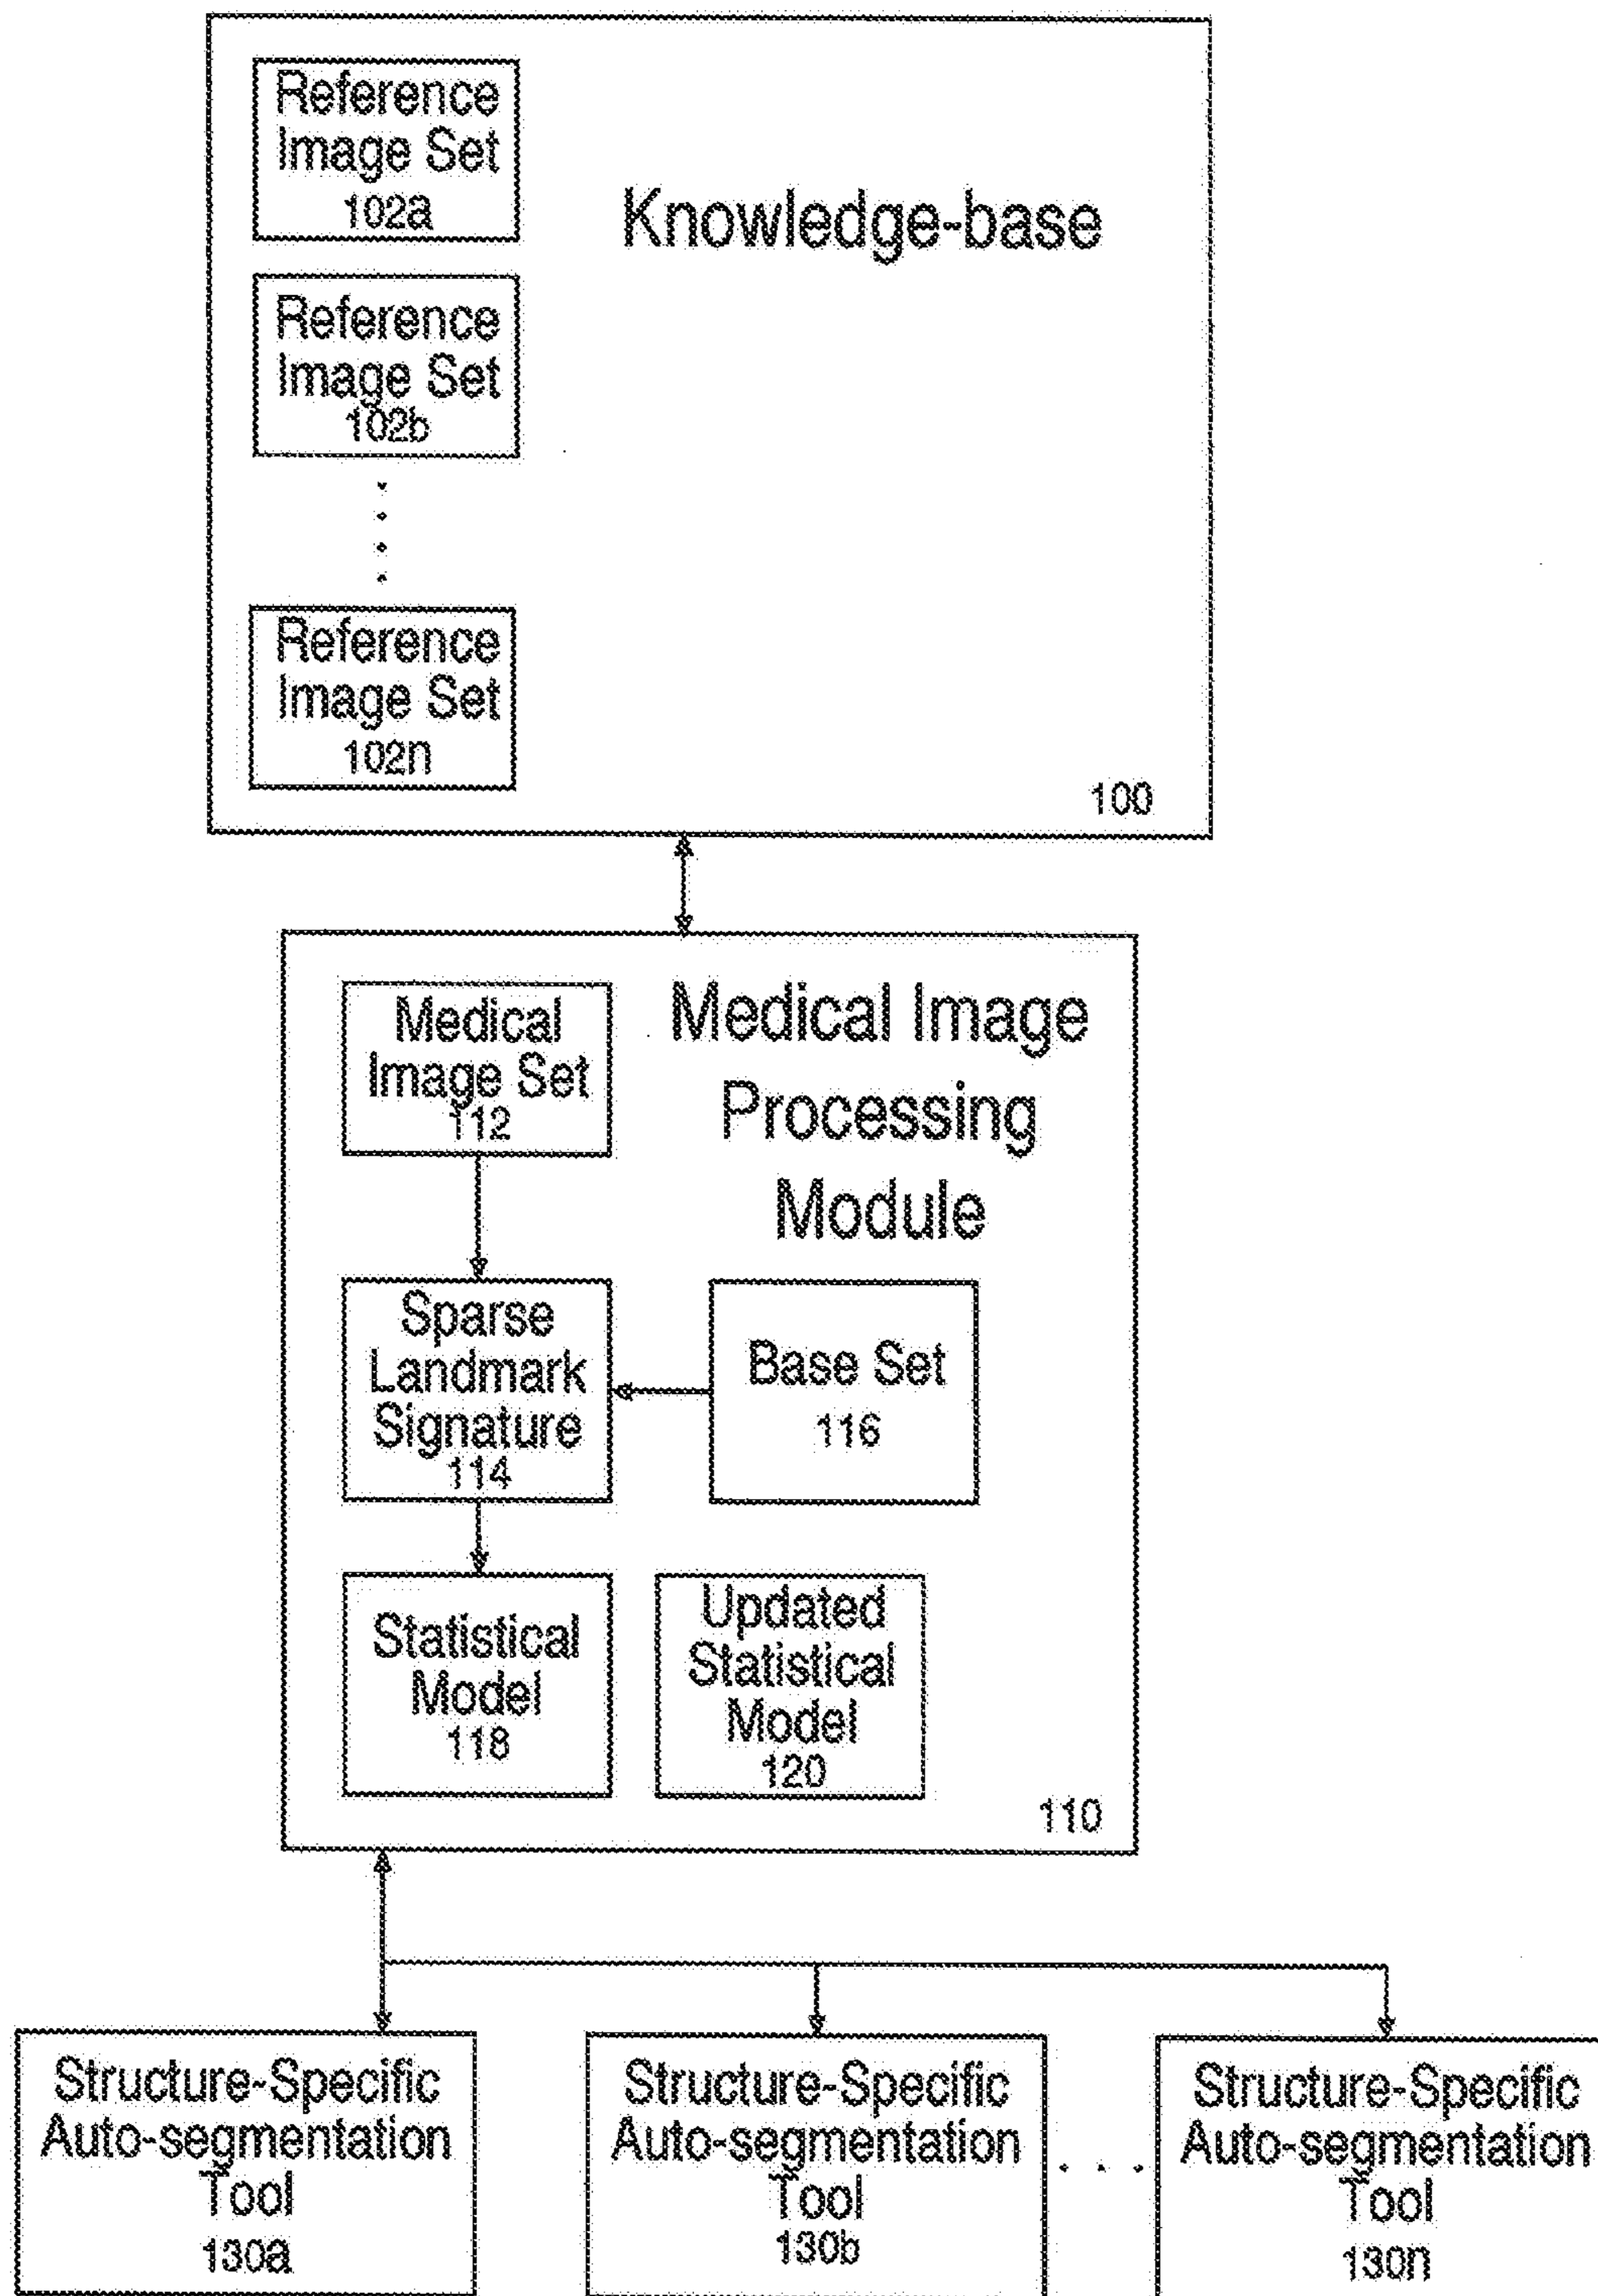 Reference
Image Set
102a
Knowledge-base
Reference
Image Set
102b
Reference
Image Set
102n
100
Medical
Image Set
112
Medical Image
Processing
Module
Sparse
Landmark
Signature
114
Base Set
116
Statistical
Model
118
Updated
Statistical
Model
120
110
Structure-Specific
Auto-segmentation
Tool
130a
Structure-Specific
Auto-segmentation
Tool
130b
Structure-Specific
Auto-segmentation
Tool
130n